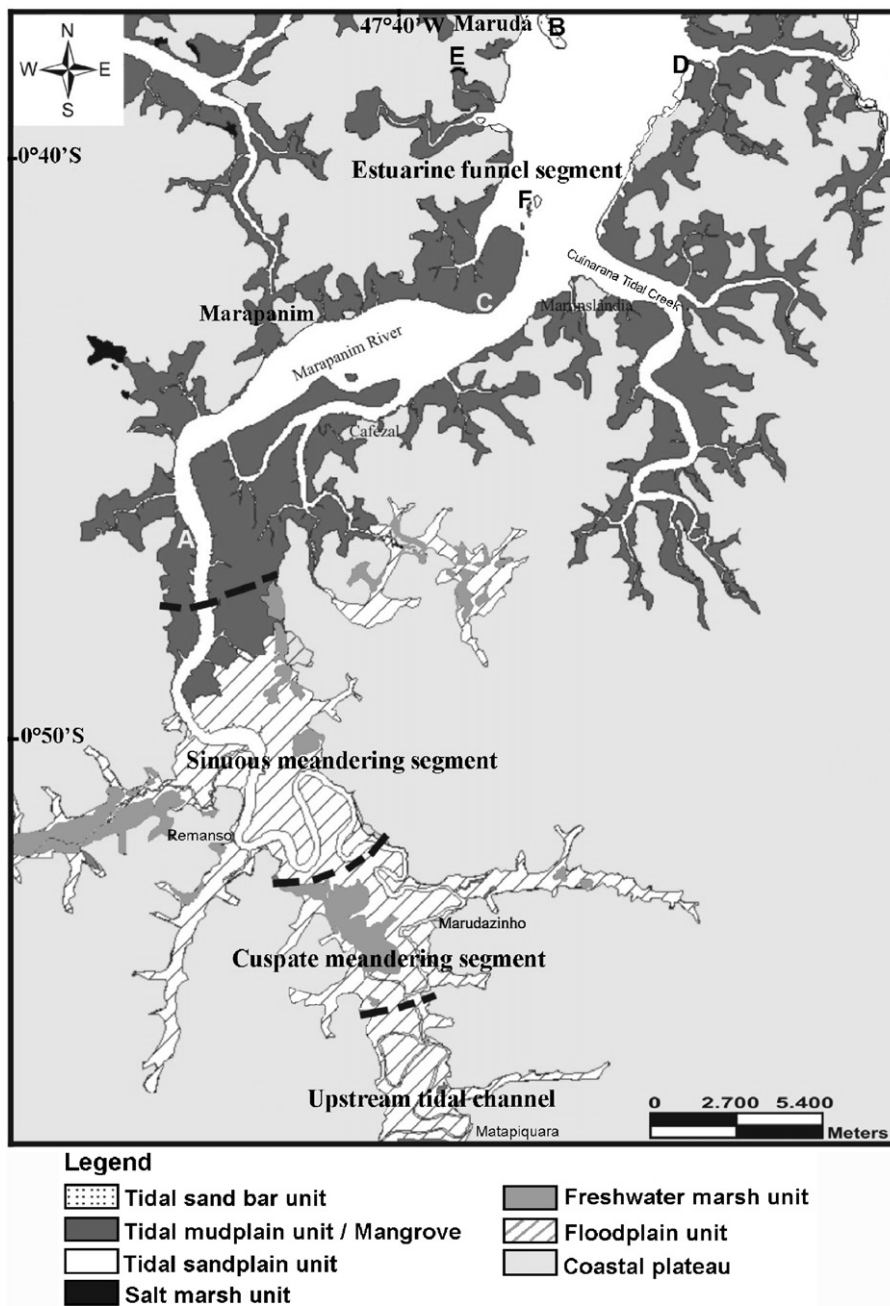 47°40'W Marudá
B
N
W E
S
E
D
0°40'S
Estuarine funnel segment
F
Cuinarana Tidal Creek
C
Marapanim
Marapanim River
Cafezal
A
0°50'S
Sinuous meandering segment
Remanso
Marudazinho
Cuspate meandering segment
Upstream tidal channel
0 2.700 5.400
Meters
Matapiquara
Legend
Tidal sand bar unit
Tidal mudplain unit / Mangrove
Tidal sandplain unit
Salt marsh unit
Freshwater marsh unit
Floodplain unit
Coastal plateau